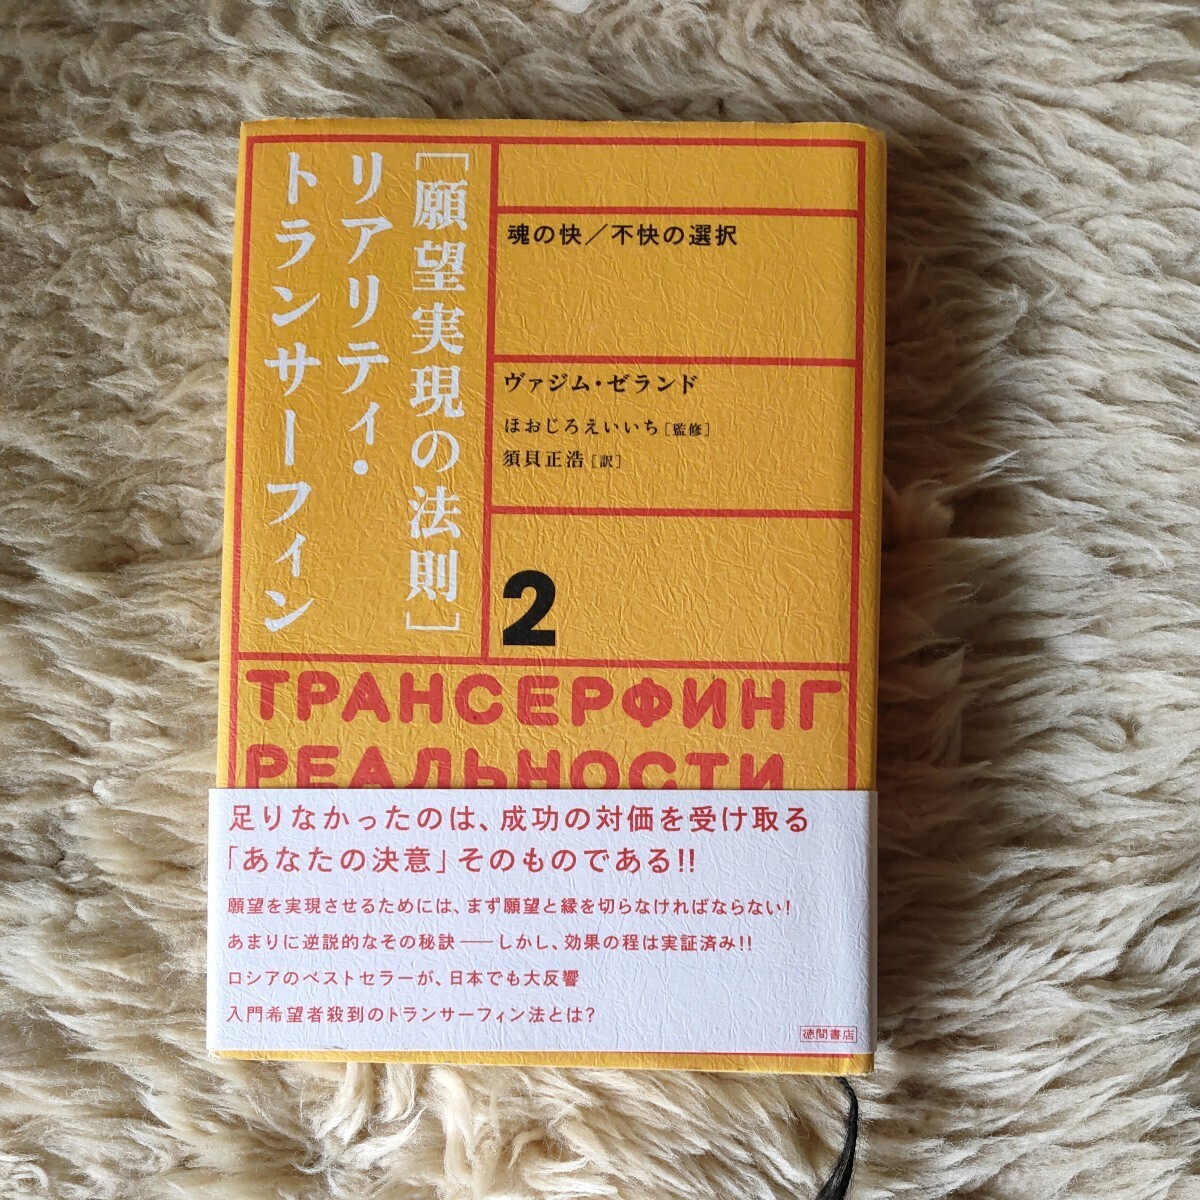 [願望実現の法則]
リアリティ・
トランサーフィン
魂の快／不快の選択
ヴァジム・ゼランド
ほおじろえいいち[監修]
須貝正浩[訳]
2
ТРАНСЕРФИНГ
РЕАЛЬНОСТИ
足りなかったのは、成功の対価を受け取る
「あなたの決意」そのものである!!
願望を実現させるためには、まず願望と縁を切らなければならない!
あまりに逆説的なその秘訣――しかし、効果の程は実証済み!!
ロシアのベストセラーが、日本でも大反響
入門希望者殺到のトランサーフィン法とは?
徳間書店